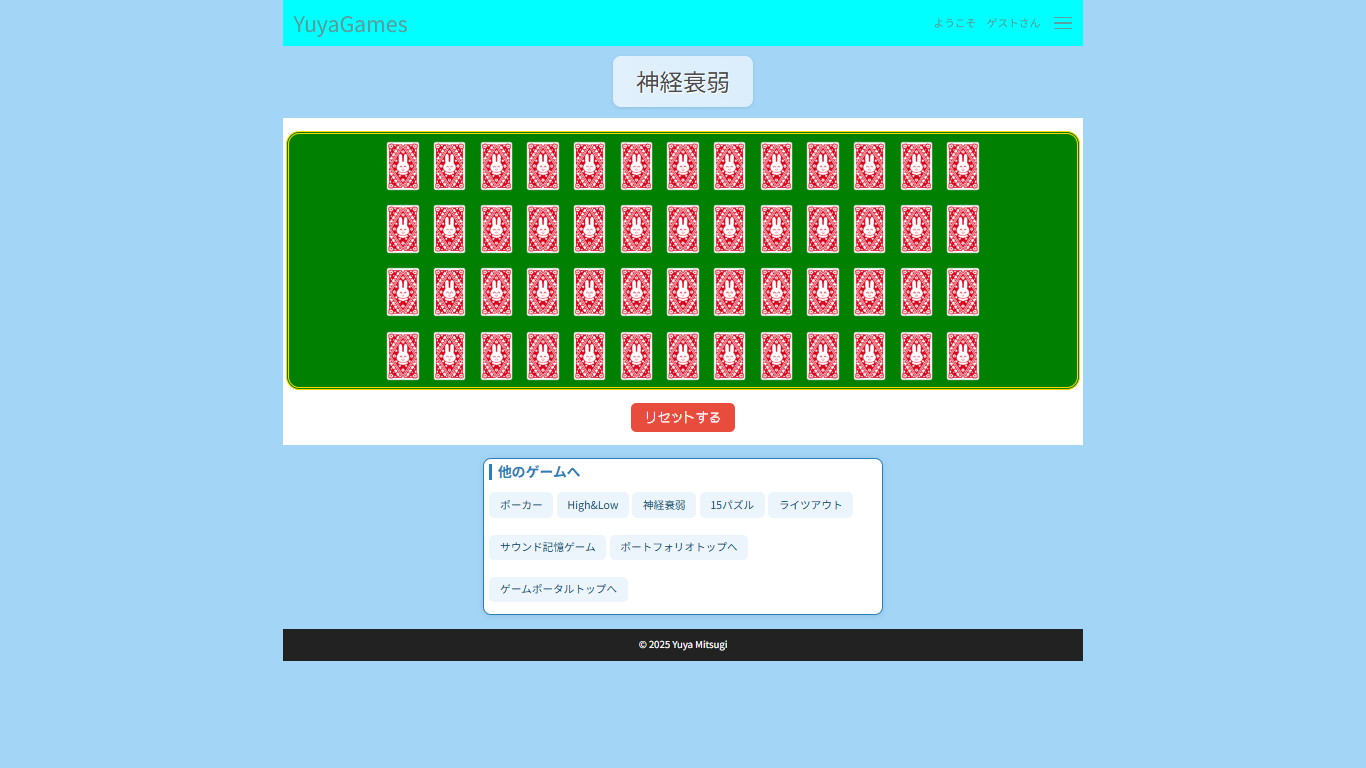 YuyaGames
ようこそ ゲストさん
神経衰弱
リセットする
他のゲームへ
ポーカー High&Low 神経衰弱 15パズル ライツアウト
サウンド記憶ゲーム ポートフォリオトップへ
ゲームポータルトップへ
© 2025 Yuya Mitsugi